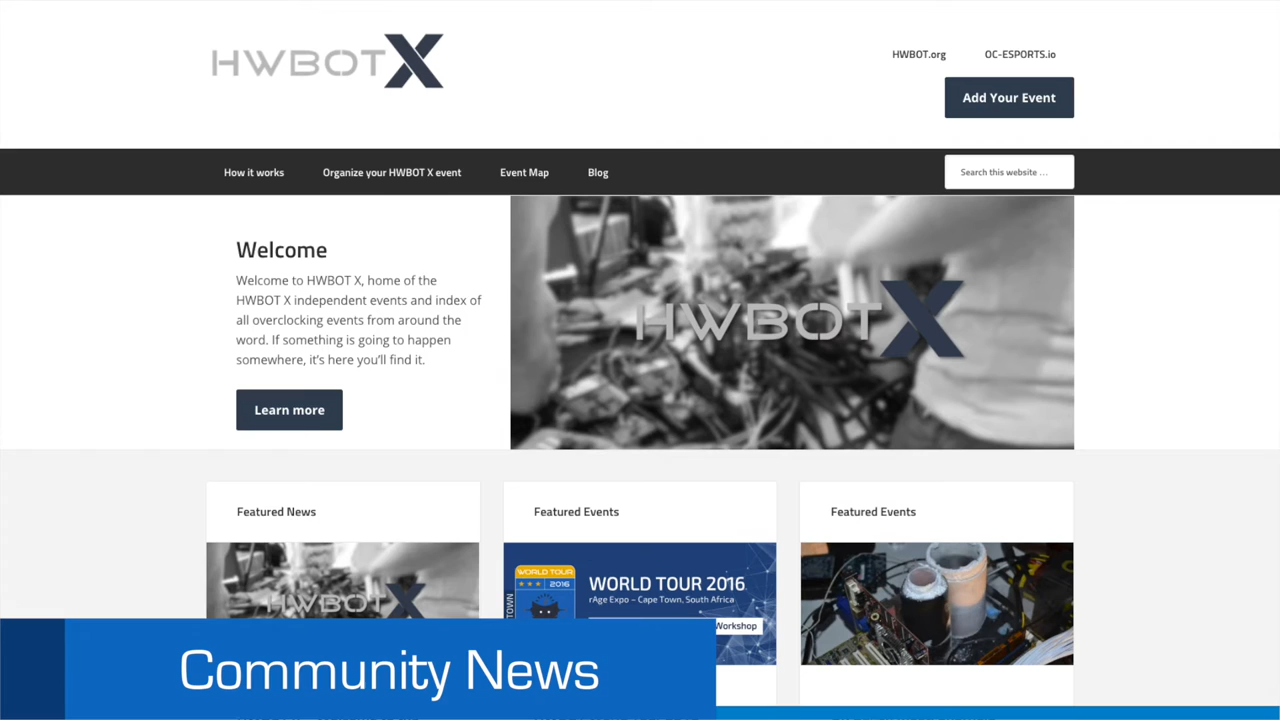 HWBOT X
HWBOT.org
OC-ESPORTS.io
Add Your Event
How it works
Organize your HWBOT X event
Event Map
Blog
Search this website …
Welcome
Welcome to HWBOT X, home of the
HWBOT X independent events and index of
all overclocking events from around the
word. If something is going to happen
somewhere, it's here you'll find it.
Learn more
HWBOT X
Featured News
Featured Events
Featured Events
HWBOT X
WORLD TOUR
2016
TOWN
WORLD TOUR 2016
rAge Expo – Cape Town, South Africa
Workshop
Community News